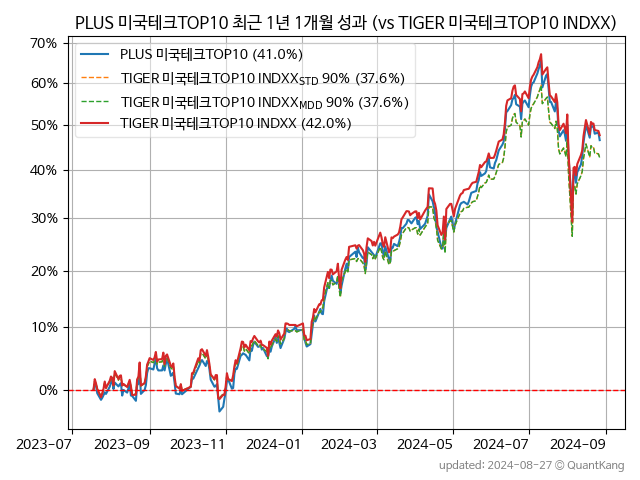 PLUS 미국테크TOP10 최근 1년 1개월 성과 (vs TIGER 미국테크TOP10 INDXX)
70%
60%
50%
40%
30%
20%
10%
0%
PLUS 미국테크TOP10 (41.0%)
TIGER 미국테크TOP10 INDXX_STD 90% (37.6%)
TIGER 미국테크TOP10 INDXX_MDD 90% (37.6%)
TIGER 미국테크TOP10 INDXX (42.0%)
2023-07 2023-09 2023-11 2024-01 2024-03 2024-05 2024-07 2024-09
updated: 2024-08-27 © QuantKang